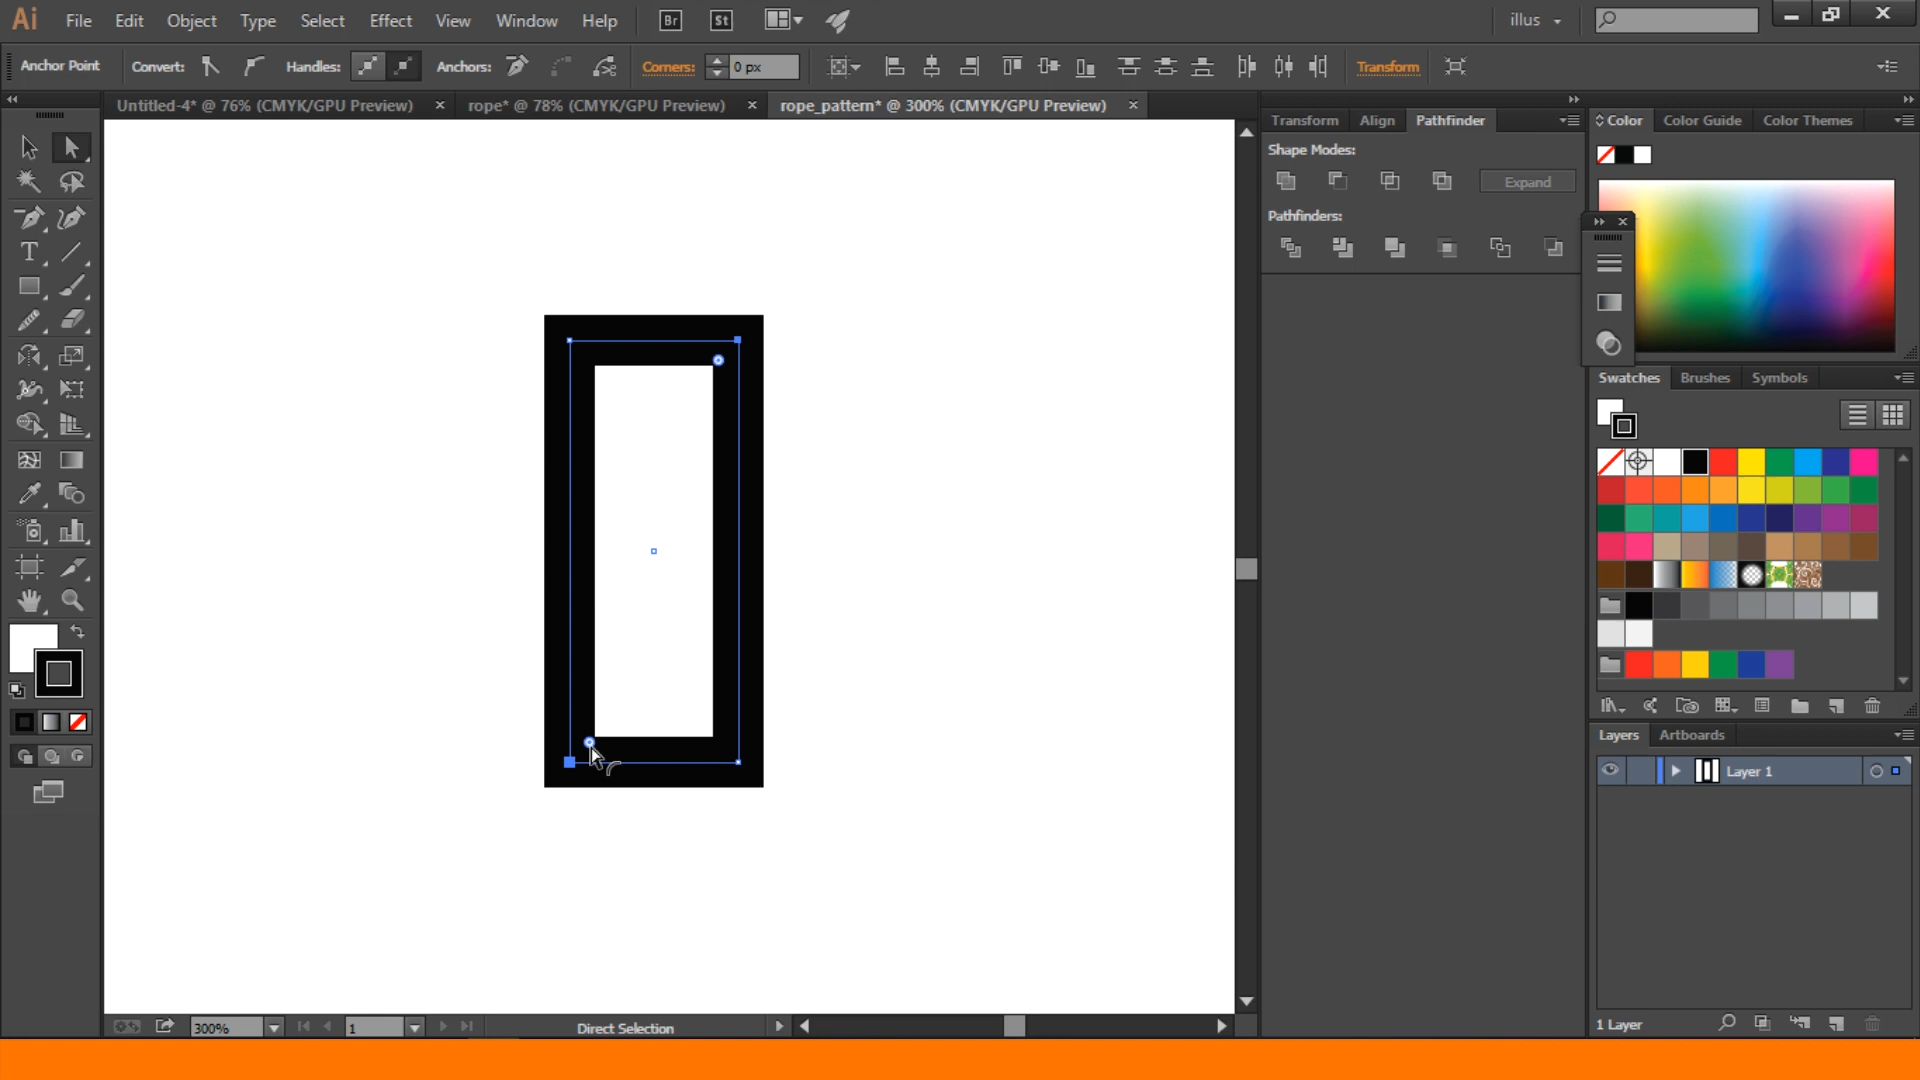 Ai File Edit Object Type Select Effect View Window Help Br St illus
Anchor Point Convert: Handles: Anchors: Corners: 0 px Transform
Untitled-4* @ 76% (CMYK/GPU Preview) × rope* @ 78% (CMYK/GPU Preview) × rope_pattern* @ 300% (CMYK/GPU Preview) ×
Transform Align Pathfinder
Color Color Guide Color Themes
Shape Modes:
Expand
Pathfinders:
Swatches Brushes Symbols
Layers Artboards
Layer 1
1 Layer
300% 1 Direct Selection